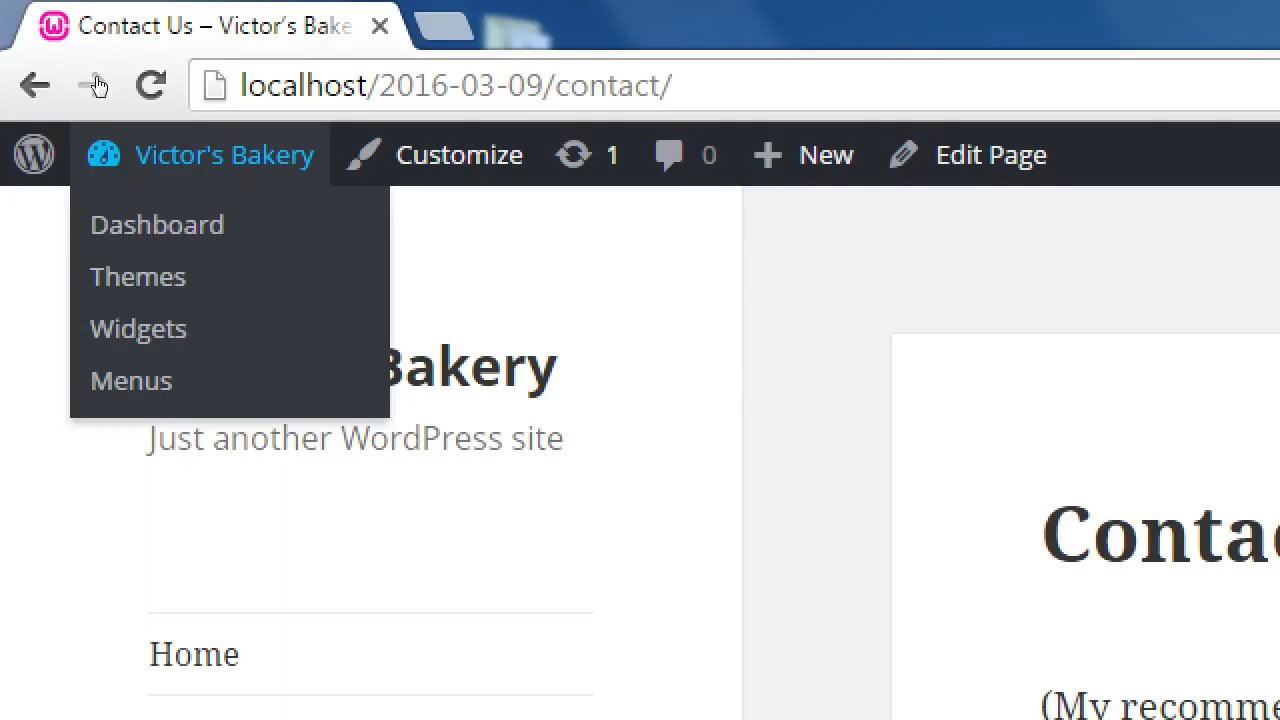 Contact Us – Victor's Bake
localhost/2016-03-09/contact/
Victor's Bakery Customize 1 0 New Edit Page
Dashboard
Themes
Widgets
Menus
Bakery
Just another WordPress site
Contac
Home
(My recomme